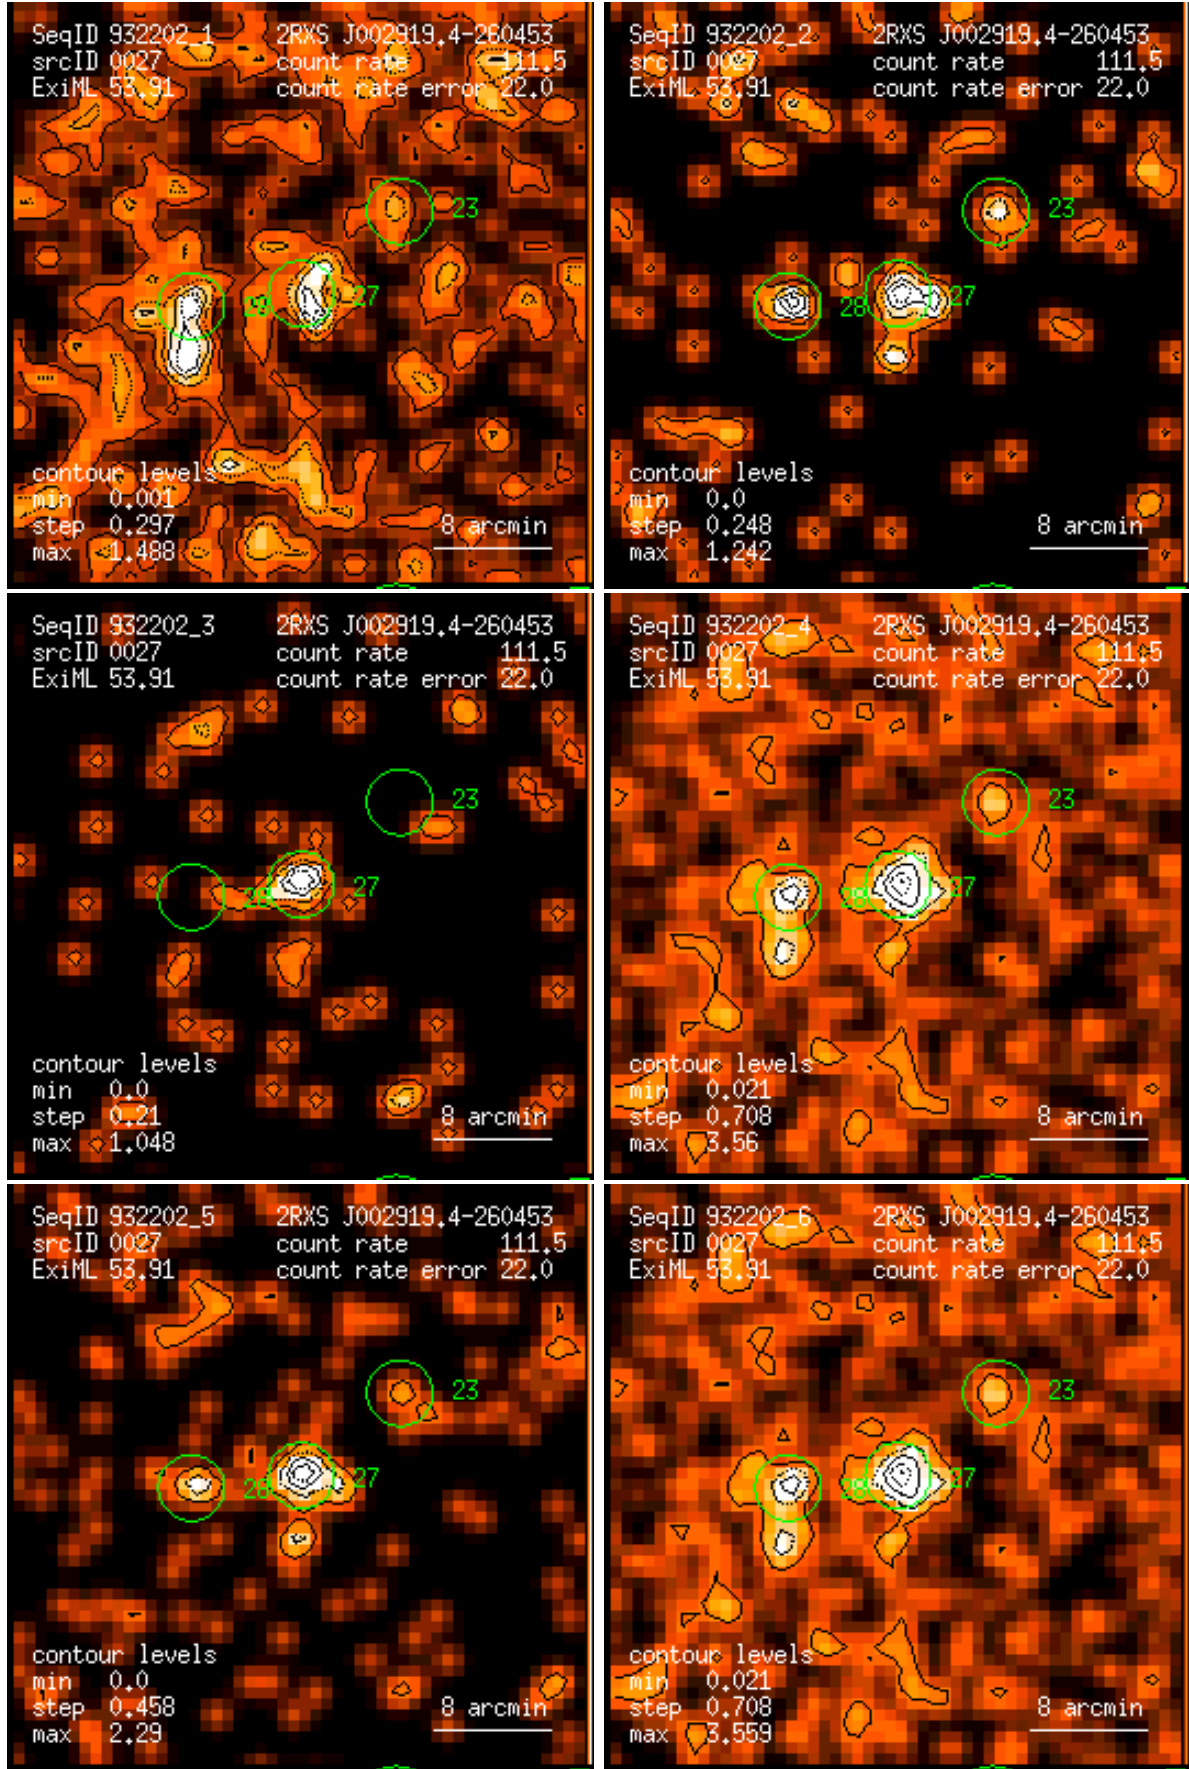 SeqID 932202_1 2RXS J002919.4-260453
srcID 0027 count rate 111.5
ExiML 53.91 count rate error 22.0
23
28 27
contour levels
min 0.001
step 0.297 8 arcmin
max 1.488
SeqID 932202_2 2RXS J002919.4-260453
srcID 0027 count rate 111.5
ExiML 53.91 count rate error 22.0
23
28 27
contour levels
min 0.0
step 0.248 8 arcmin
max 1.242
SeqID 932202_3 2RXS J002919.4-260453
srcID 0027 count rate 111.5
ExiML 53.91 count rate error 22.0
23
28 27
contour levels
min 0.0
step 0.21 8 arcmin
max 1.048
SeqID 932202_4 2RXS J002919.4-260453
srcID 0027 count rate 111.5
ExiML 53.91 count rate error 22.0
23
28 27
contour levels
min 0.021
step 0.708 8 arcmin
max 3.56
SeqID 932202_5 2RXS J002919.4-260453
srcID 0027 count rate 111.5
ExiML 53.91 count rate error 22.0
23
28 27
contour levels
min 0.0
step 0.458 8 arcmin
max 2.29
SeqID 932202_6 2RXS J002919.4-260453
srcID 0027 count rate 111.5
ExiML 53.91 count rate error 22.0
23
28 27
contour levels
min 0.021
step 0.708 8 arcmin
max 3.559